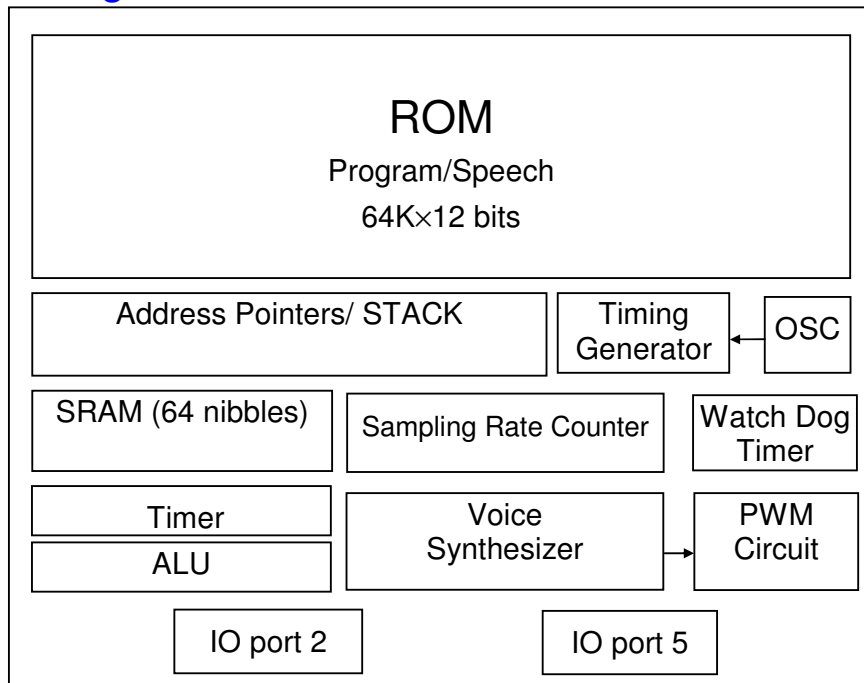 ROM
Program/Speech
64K×12 bits
Address Pointers/ STACK
Timing
Generator
OSC
SRAM (64 nibbles)
Sampling Rate Counter
Watch Dog
Timer
Timer
ALU
Voice
Synthesizer
PWM
Circuit
IO port 2
IO port 5